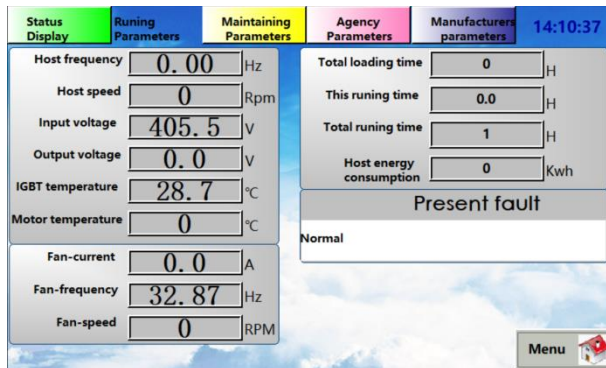 Status Display
Runing Parameters
Maintaining Parameters
Agency Parameters
Manufacturers parameters
14:10:37
Host frequency 0.00 Hz
Host speed 0 Rpm
Input voltage 405.5 V
Output voltage 0.0 V
IGBT temperature 28.7 ℃
Motor temperature 0 ℃
Fan-current 0.0 A
Fan-frequency 32.87 Hz
Fan-speed 0 RPM
Total loading time 0 H
This runing time 0.0 H
Total runing time 1 H
Host energy consumption 0 Kwh
Present fault
Normal
Menu